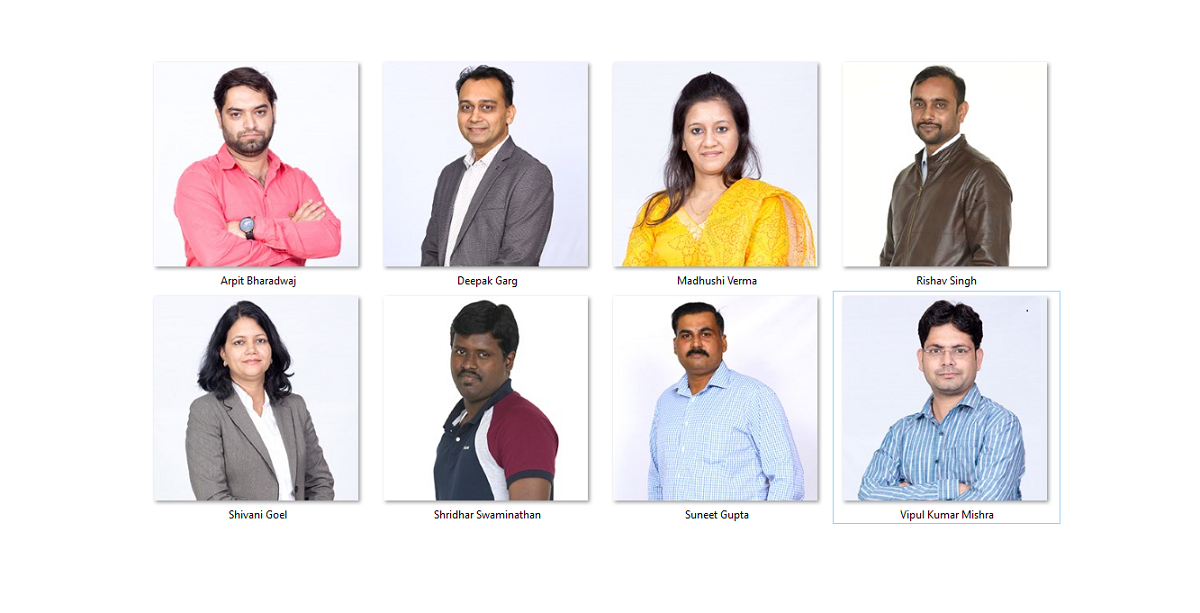 Arpit Bharadwaj
Deepak Garg
Madhushi Verma
Rishav Singh
Shivani Goel
Shridhar Swaminathan
Suneet Gupta
Vipul Kumar Mishra